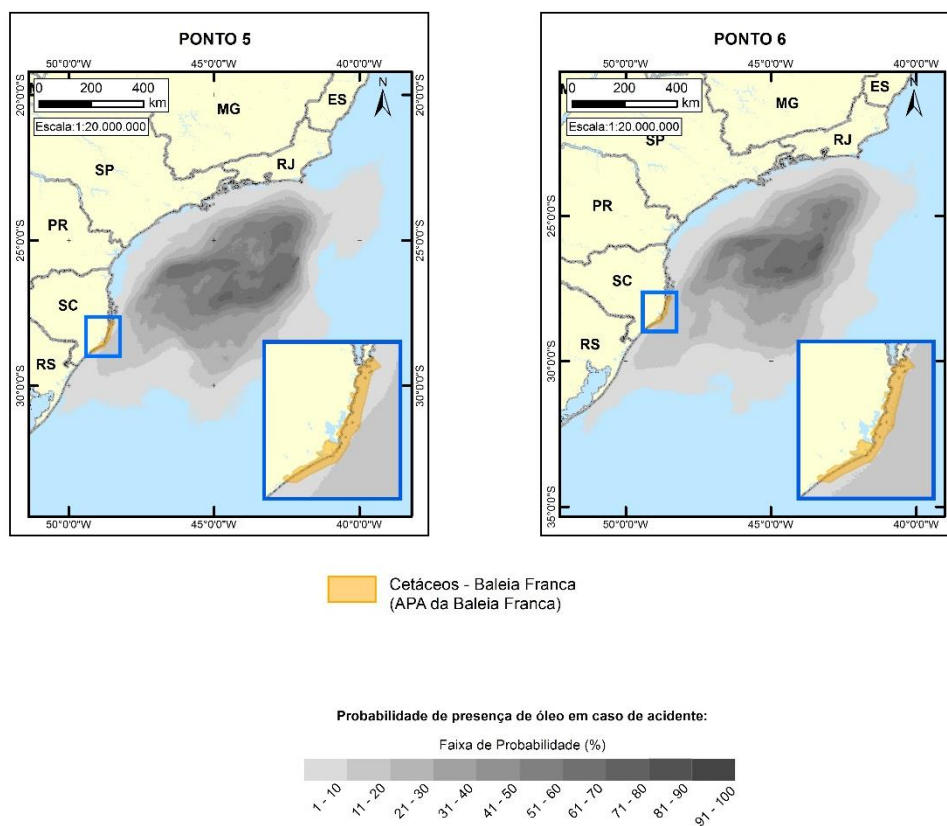 PONTO 5
50°0'0"S
45°0'0"S
40°0'0"S
0 200 400
km
Escala:1:20.000.000
N
20°0'0"S
25°0'0"S
30°0'0"S
MG
ES
RJ
SP
PR
SC
RS
50°0'0"S
45°0'0"S
40°0'0"S
PONTO 6
50°0'0"S
45°0'0"S
40°0'0"S
0 200 400
km
Escala:1:20.000.000
N
20°0'0"S
25°0'0"S
30°0'0"S
35°0'0"S
M
MG
ES
RJ
SP
PR
SC
RS
50°0'0"S
45°0'0"S
40°0'0"S
Cetáceos - Baleia Franca
(APA da Baleia Franca)
Probabilidade de presença de óleo em caso de acidente:
Faixa de Probabilidade (%)
1 - 10
11 - 20
21 - 30
31 - 40
41 - 50
51 - 60
61 - 70
71 - 80
81 - 90
91 - 100